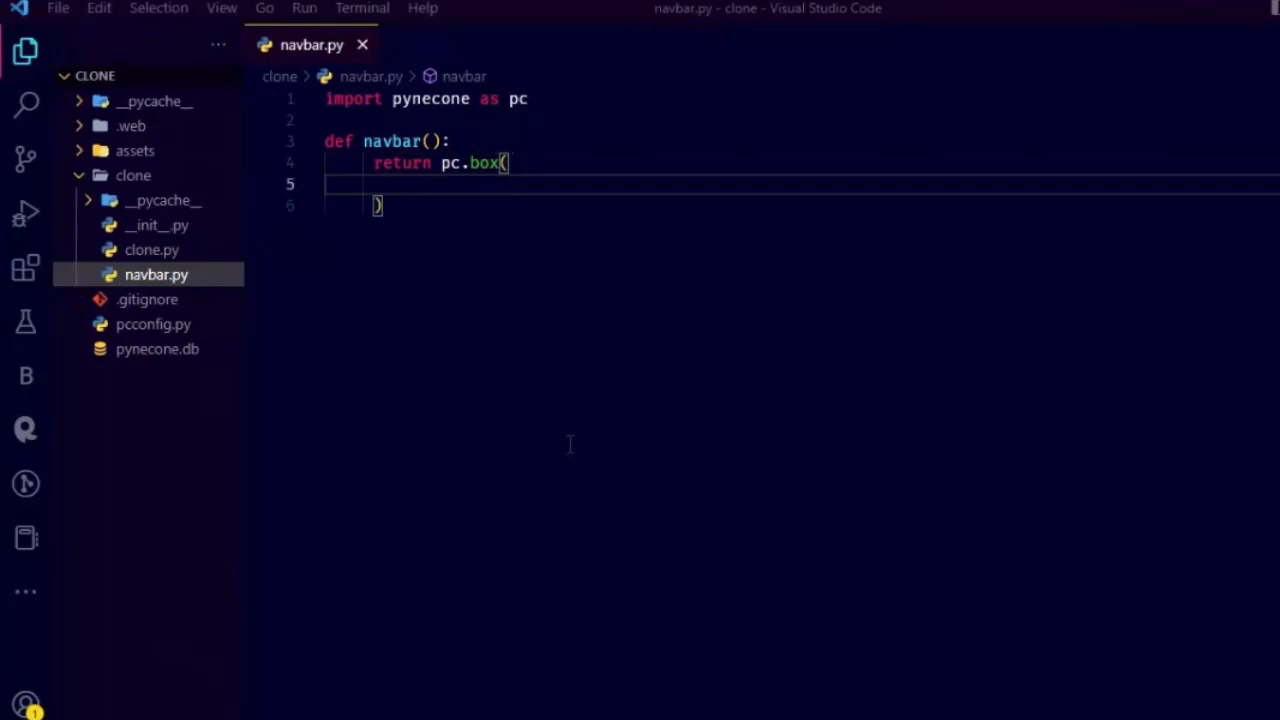 File Edit Selection View Go Run Terminal Help navbar.py - clone - Visual Studio Code
... navbar.py ×
CLONE
clone > navbar.py > navbar
__pycache__
.web
assets
clone
__pycache__
__init__.py
clone.py
navbar.py
.gitignore
pcconfig.py
pynecone.db
1 import pynecone as pc
2
3 def navbar():
4 return pc.box(
5
6 )
B
1